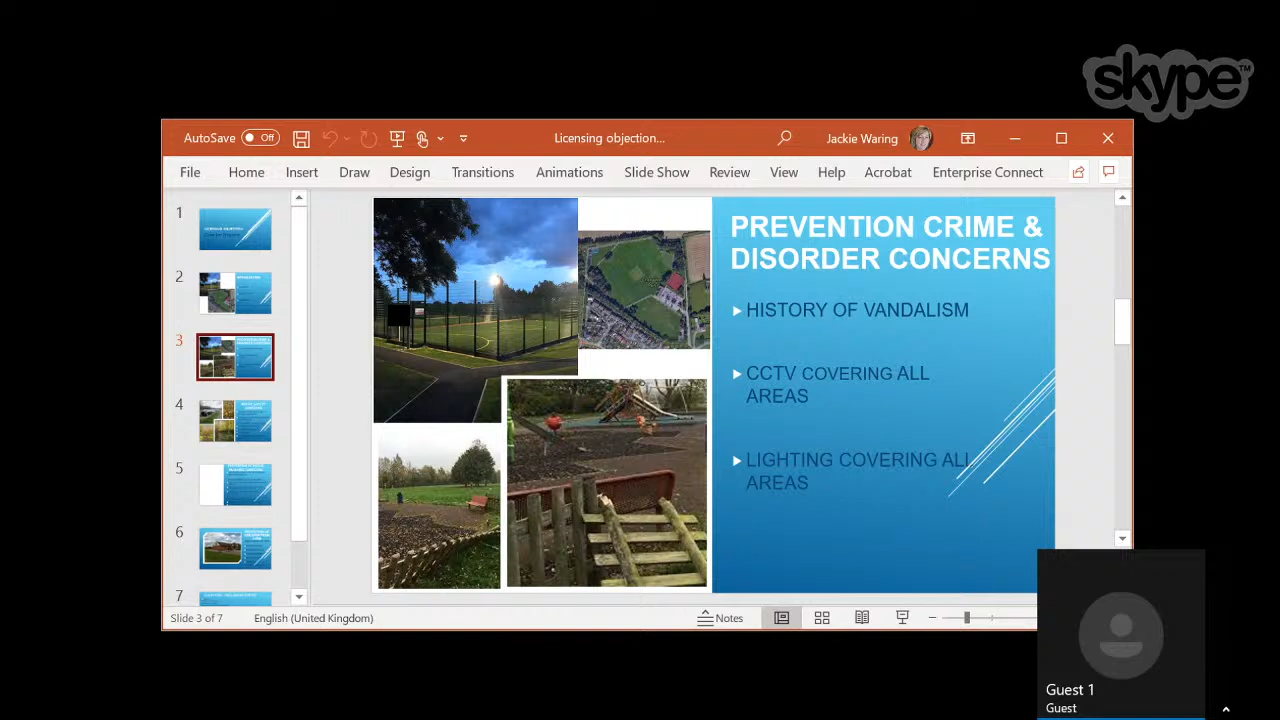 skype™
AutoSave Off Licensing objection... Jackie Waring
File Home Insert Draw Design Transitions Animations Slide Show Review View Help Acrobat Enterprise Connect
1
2
3
4
5
6
7
PREVENTION CRIME &
DISORDER CONCERNS
HISTORY OF VANDALISM
CCTV COVERING ALL
AREAS
LIGHTING COVERING ALL
AREAS
Slide 3 of 7 English (United Kingdom) Notes
Guest 1
Guest